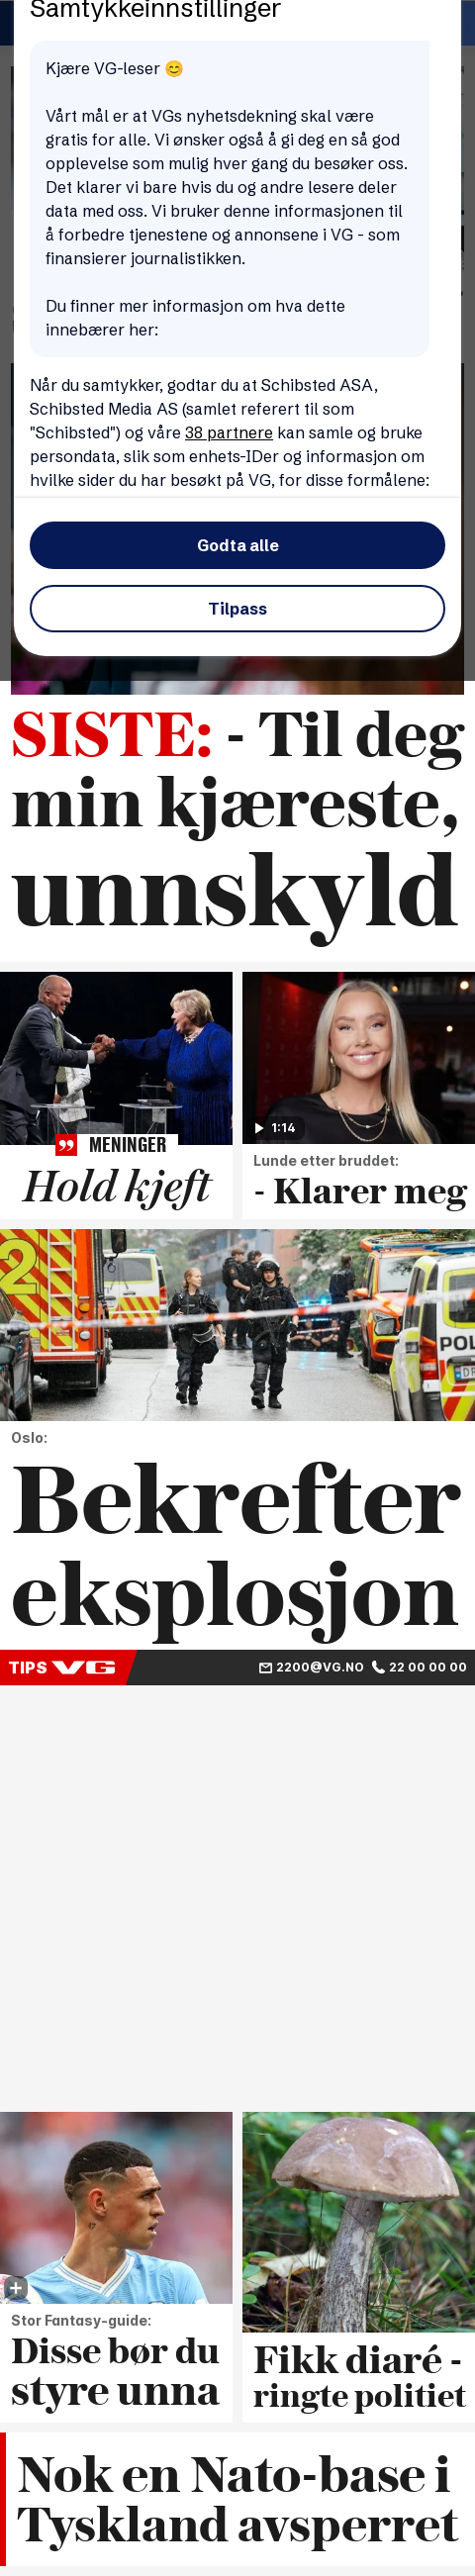 Samtykkeinnstillinger
Kjære VG-leser 😊
Vårt mål er at VGs nyhetsdekning skal være
gratis for alle. Vi ønsker også å gi deg en så god
opplevelse som mulig hver gang du besøker oss.
Det klarer vi bare hvis du og andre lesere deler
data med oss. Vi bruker denne informasjonen til
å forbedre tjenestene og annonsene i VG - som
finansierer journalistikken.
Du finner mer informasjon om hva dette
innebærer her:
Når du samtykker, godtar du at Schibsted ASA,
Schibsted Media AS (samlet referert til som
"Schibsted") og våre 38 partnere kan samle og bruke
persondata, slik som enhets-IDer og informasjon om
hvilke sider du har besøkt på VG, for disse formålene:
Godta alle
Tilpass
SISTE: - Til deg
min kjæreste,
unnskyld
MENINGER
Hold kjeft
1:14
Lunde etter bruddet:
- Klarer meg
2
POL
Oslo:
Bekrefter
eksplosjon
TIPS VG
2200@VG.NO 22 00 00 00
Stor Fantasy-guide:
Disse bør du
styre unna
Fikk diaré -
ringte politiet
Nok en Nato-base i
Tyskland avsperret